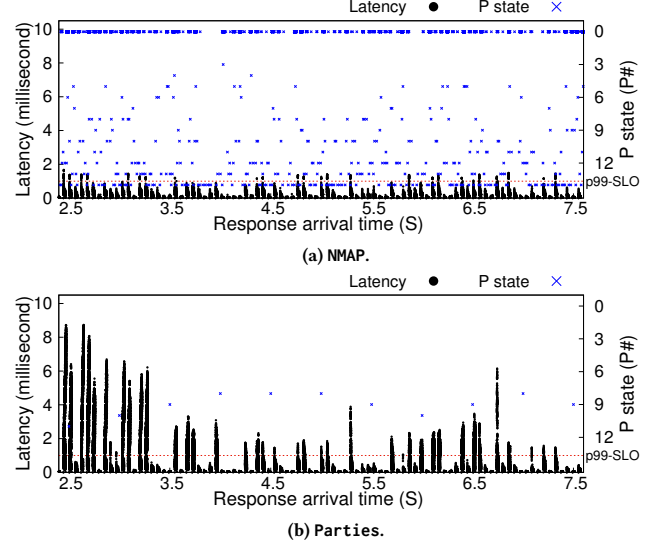 Latency ● P state ×
10 0
8 3
6 6
4 9
2 12
0
p99-SLO
Latency (millisecond)
P state (P#)
2.5 3.5 4.5 5.5 6.5 7.5
Response arrival time (S)
(a) NMAP.
Latency ● P state ×
10 0
8 3
6 6
4 9
2 12
0
p99-SLO
Latency (millisecond)
P state (P#)
2.5 3.5 4.5 5.5 6.5 7.5
Response arrival time (S)
(b) Parties.